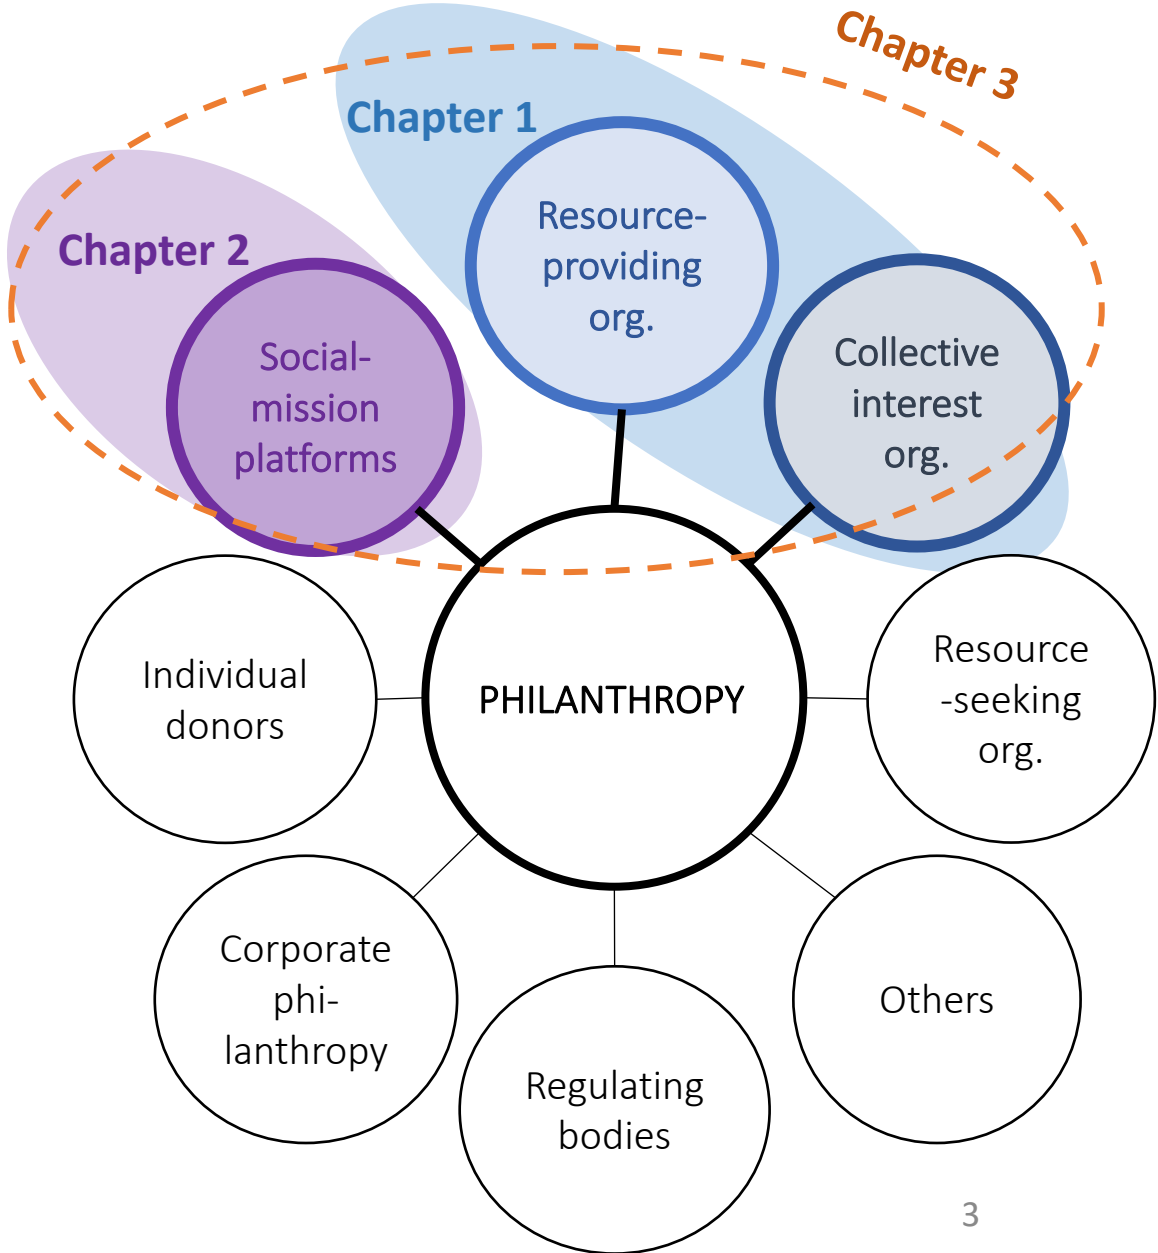 Chapter 3
Chapter 1
Chapter 2
Resource-
providing
org.
Social-
mission
platforms
Collective
interest
org.
PHILANTHROPY
Individual
donors
Resource
-seeking
org.
Corporate
phi-
lanthropy
Others
Regulating
bodies
3